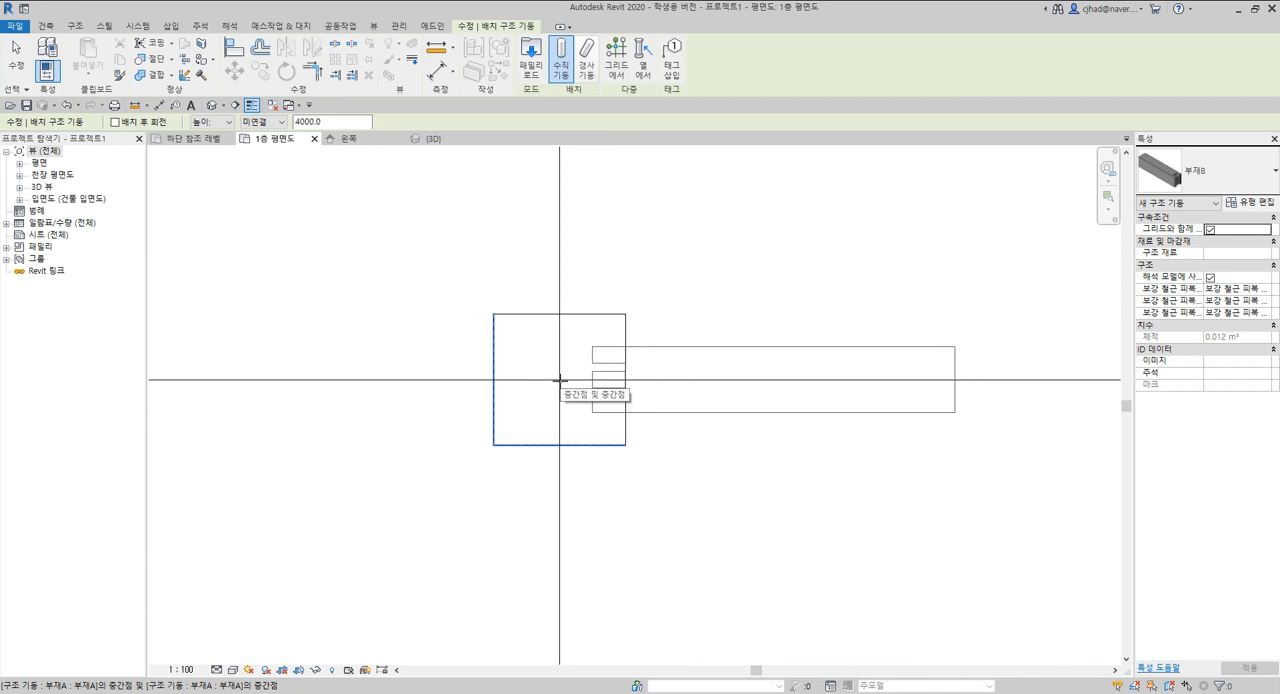 Autodesk Revit 2020 - 학생용 버전 - 프로젝트1 - 평면도: 1층 평면도
cjhad@naver....
파일 건축 구조 스틸 시스템 삽입 주석 해석 매스작업 & 대지 공동작업 뷰 관리 애드인 수정 | 배치 구조 기둥
수정
붙여넣기
코핑
절단
결합
패밀리 로드
수직 기둥
경사 기둥
그리드 에서
열 에서
태그 삽입
선택 특성 클립보드 형상 수정 뷰 측정 작성 모드 배치 다중 태그
수정 | 배치 구조 기둥 배치 후 회전 높이: 미연결 4000.0
프로젝트 탐색기 - 프로젝트1
하단 참조 레벨 1층 평면도 왼쪽 (3D)
특성
뷰 (전체)
평면
천장 평면도
3D 뷰
입면도 (건물 입면도)
범례
일람표/수량 (전체)
시트 (전체)
패밀리
그룹
Revit 링크
2D
중간점 및 중간점
부재B
새 구조 기둥 유형 편집
구속조건
그리드와 함께 ...
재료 및 마감재
구조 재료
구조
해석 모델에 사...
보강 철근 피복... 보강 철근 피복 ...
보강 철근 피복... 보강 철근 피복 ...
보강 철근 피복... 보강 철근 피복 ...
치수
체적 0.012 m³
ID 데이터
이미지
주석
마크
특성 도움말 적용
1 : 100
[구조 기둥 : 부재A : 부재A]의 중간점 및 [구조 기둥 : 부재A : 부재A]의 중간점
:0 주모델 :0